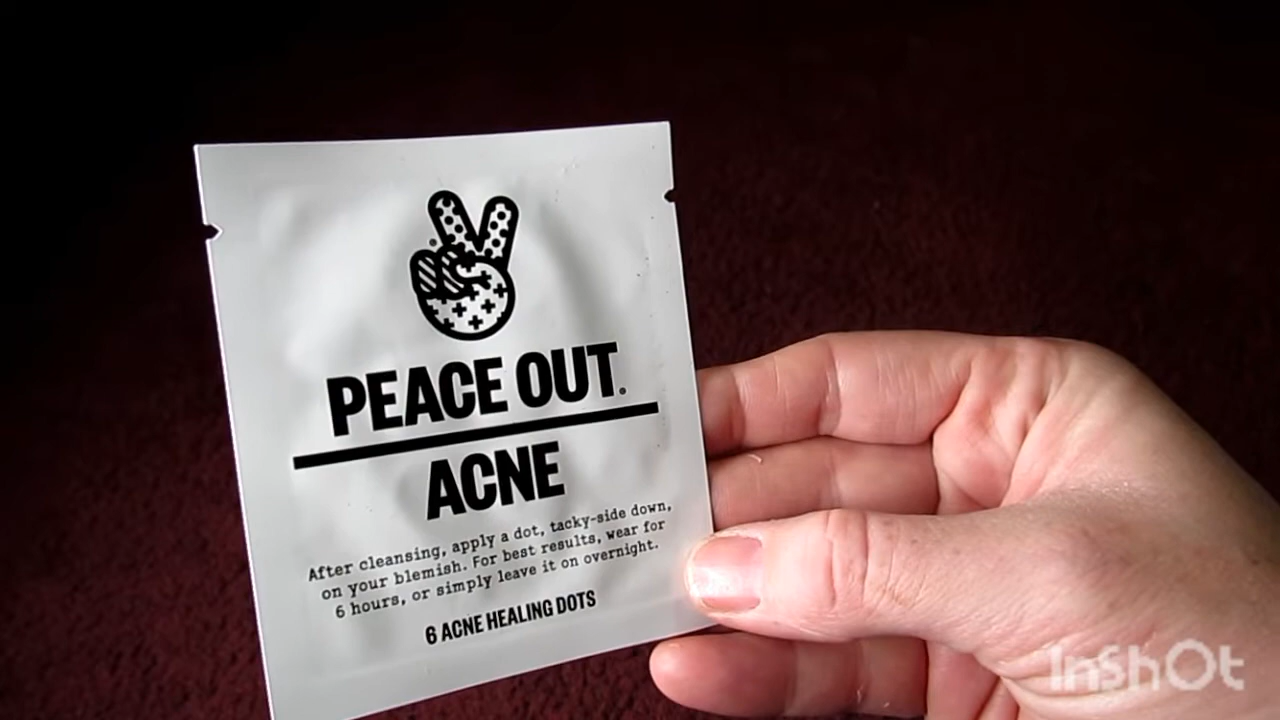 PEACE OUT.
ACNE
After cleansing, apply a dot, tacky-side down,
on your blemish. For best results, wear for
6 hours, or simply leave it on overnight.
6 ACNE HEALING DOTS
InShOt